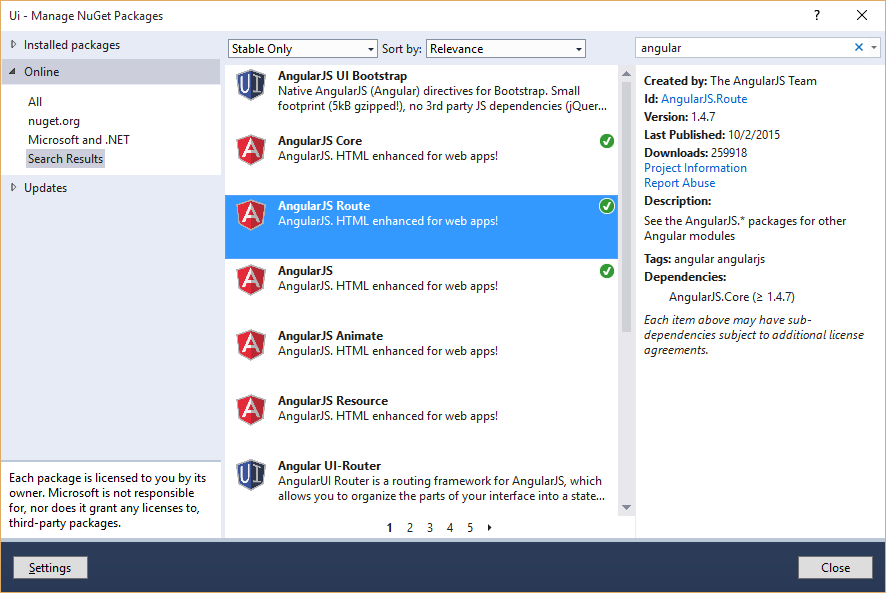 Ui - Manage NuGet Packages
?
Installed packages
Online
All
nuget.org
Microsoft and .NET
Search Results
Updates
Each package is licensed to you by its
owner. Microsoft is not responsible
for, nor does it grant any licenses to,
third-party packages.
Stable Only
Sort by:
Relevance
UI
AngularJS UI Bootstrap
Native AngularJS (Angular) directives for Bootstrap. Small
footprint (5kB gzipped!), no 3rd party JS dependencies (jQuer...
A
AngularJS Core
AngularJS. HTML enhanced for web apps!
A
AngularJS Route
AngularJS. HTML enhanced for web apps!
A
AngularJS
AngularJS. HTML enhanced for web apps!
A
AngularJS Animate
AngularJS. HTML enhanced for web apps!
A
AngularJS Resource
AngularJS. HTML enhanced for web apps!
UI
Angular UI-Router
AngularUI Router is a routing framework for AngularJS, which
allows you to organize the parts of your interface into a state...
1 2 3 4 5
angular
Created by: The AngularJS Team
Id: AngularJS.Route
Version: 1.4.7
Last Published: 10/2/2015
Downloads: 259918
Project Information
Report Abuse
Description:
See the AngularJS.* packages for other
Angular modules
Tags: angular angularjs
Dependencies:
AngularJS.Core (≥ 1.4.7)
Each item above may have sub-
dependencies subject to additional license
agreements.
Settings
Close